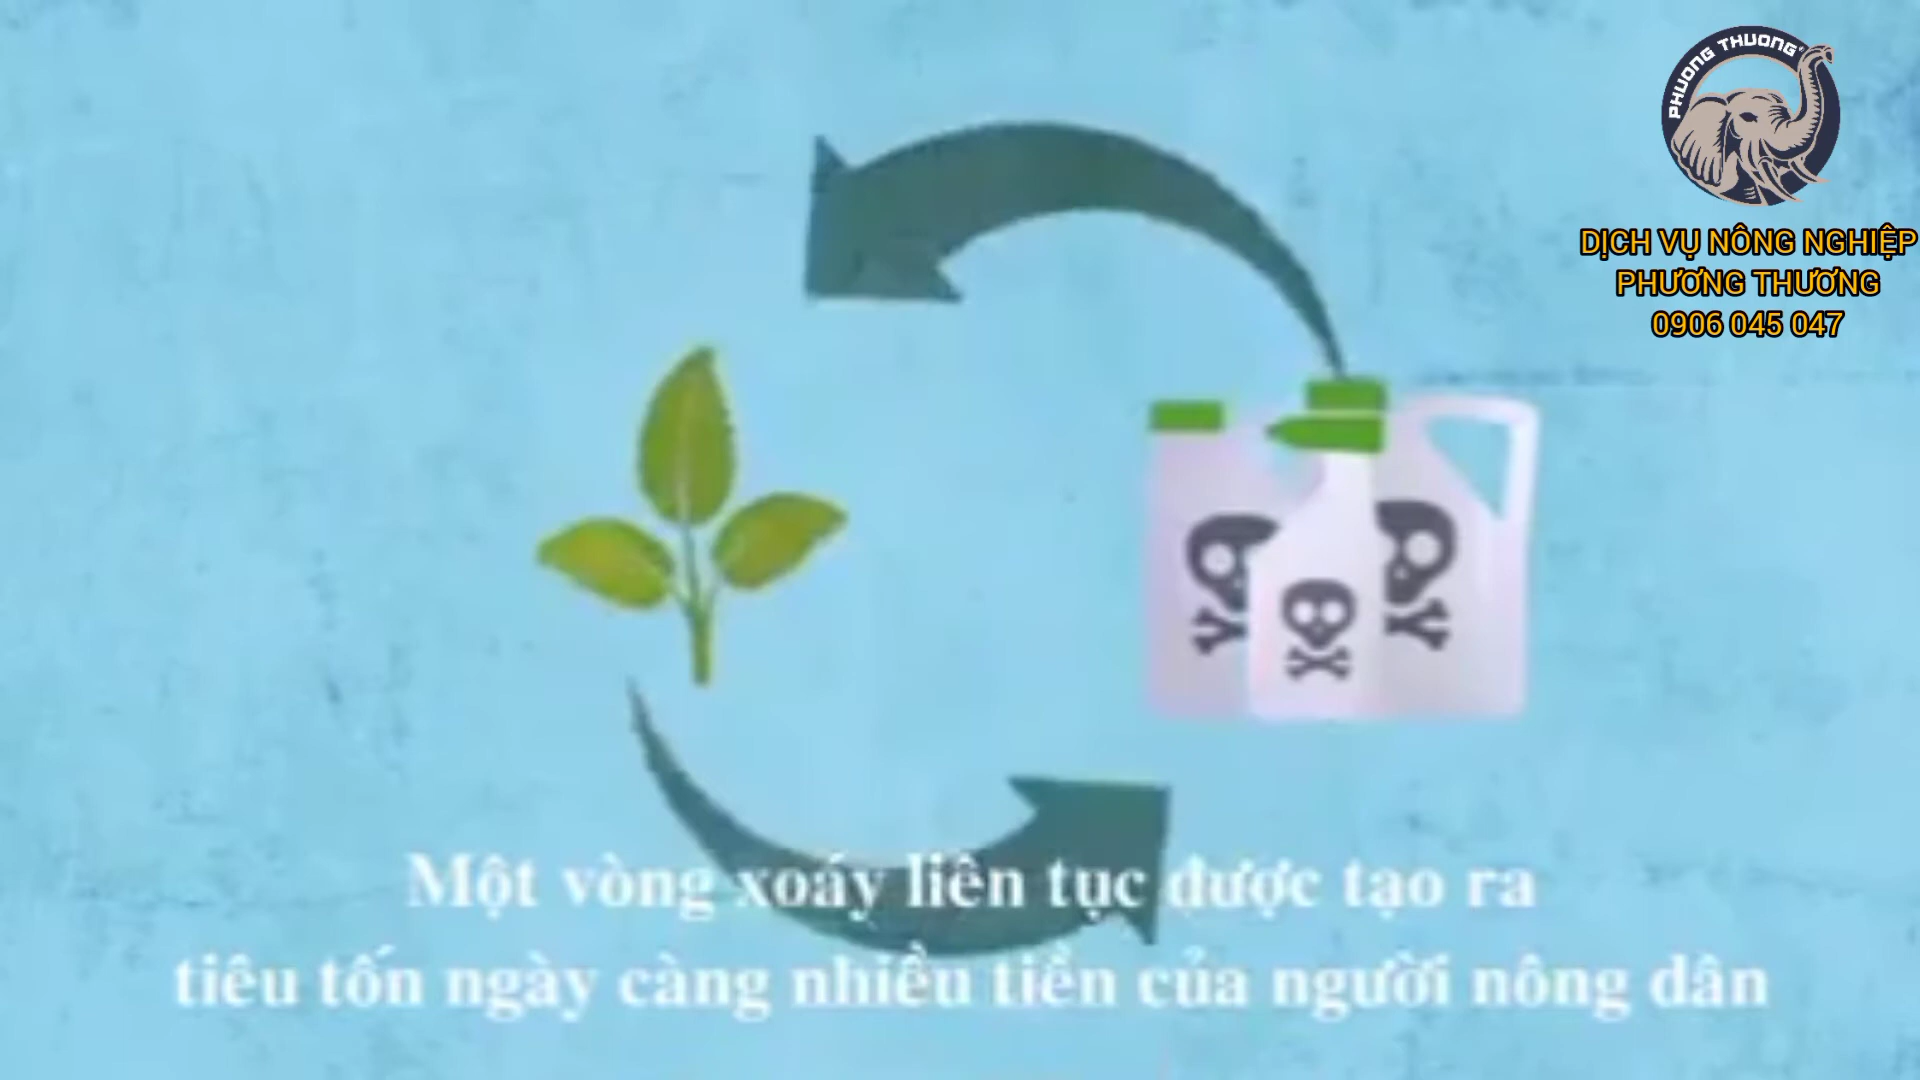 PHUONG THUONG
DỊCH VỤ NÔNG NGHIỆP
PHƯƠNG THƯƠNG
0906 045 047
Một vòng xoáy liên tục được tạo ra
tiêu tốn ngày càng nhiều tiền của người nông dân